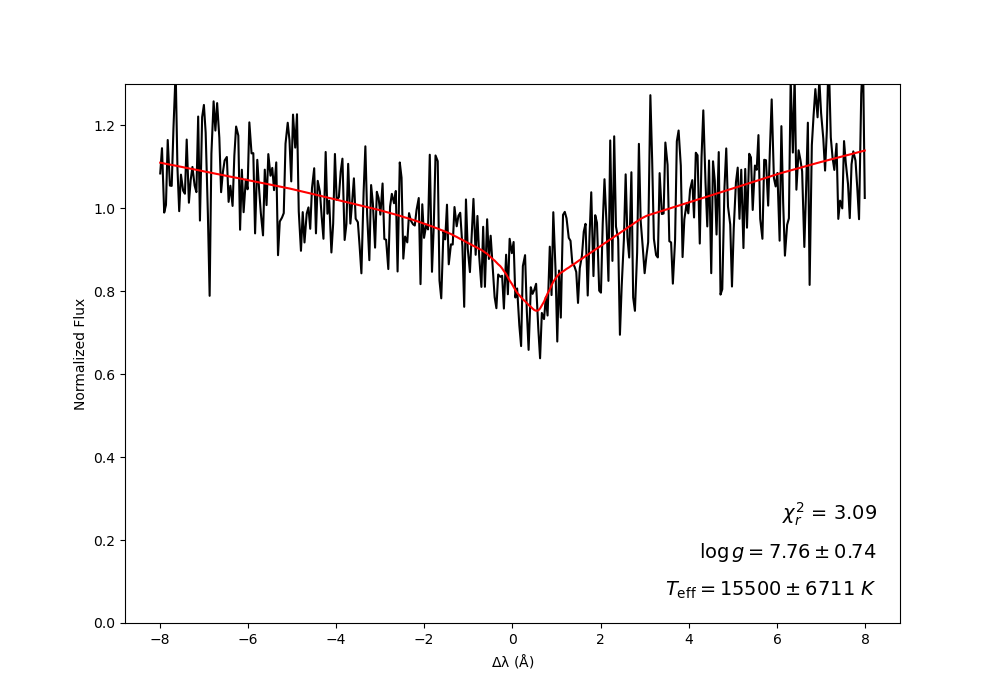 1.2
1.0
0.8
0.6
0.4
0.2
0.0
Normalized Flux
χ²ᵣ = 3.09
log g = 7.76 ± 0.74
T_eff = 15500 ± 6711 K
−8 −6 −4 −2 0 2 4 6 8
Δλ (Å)